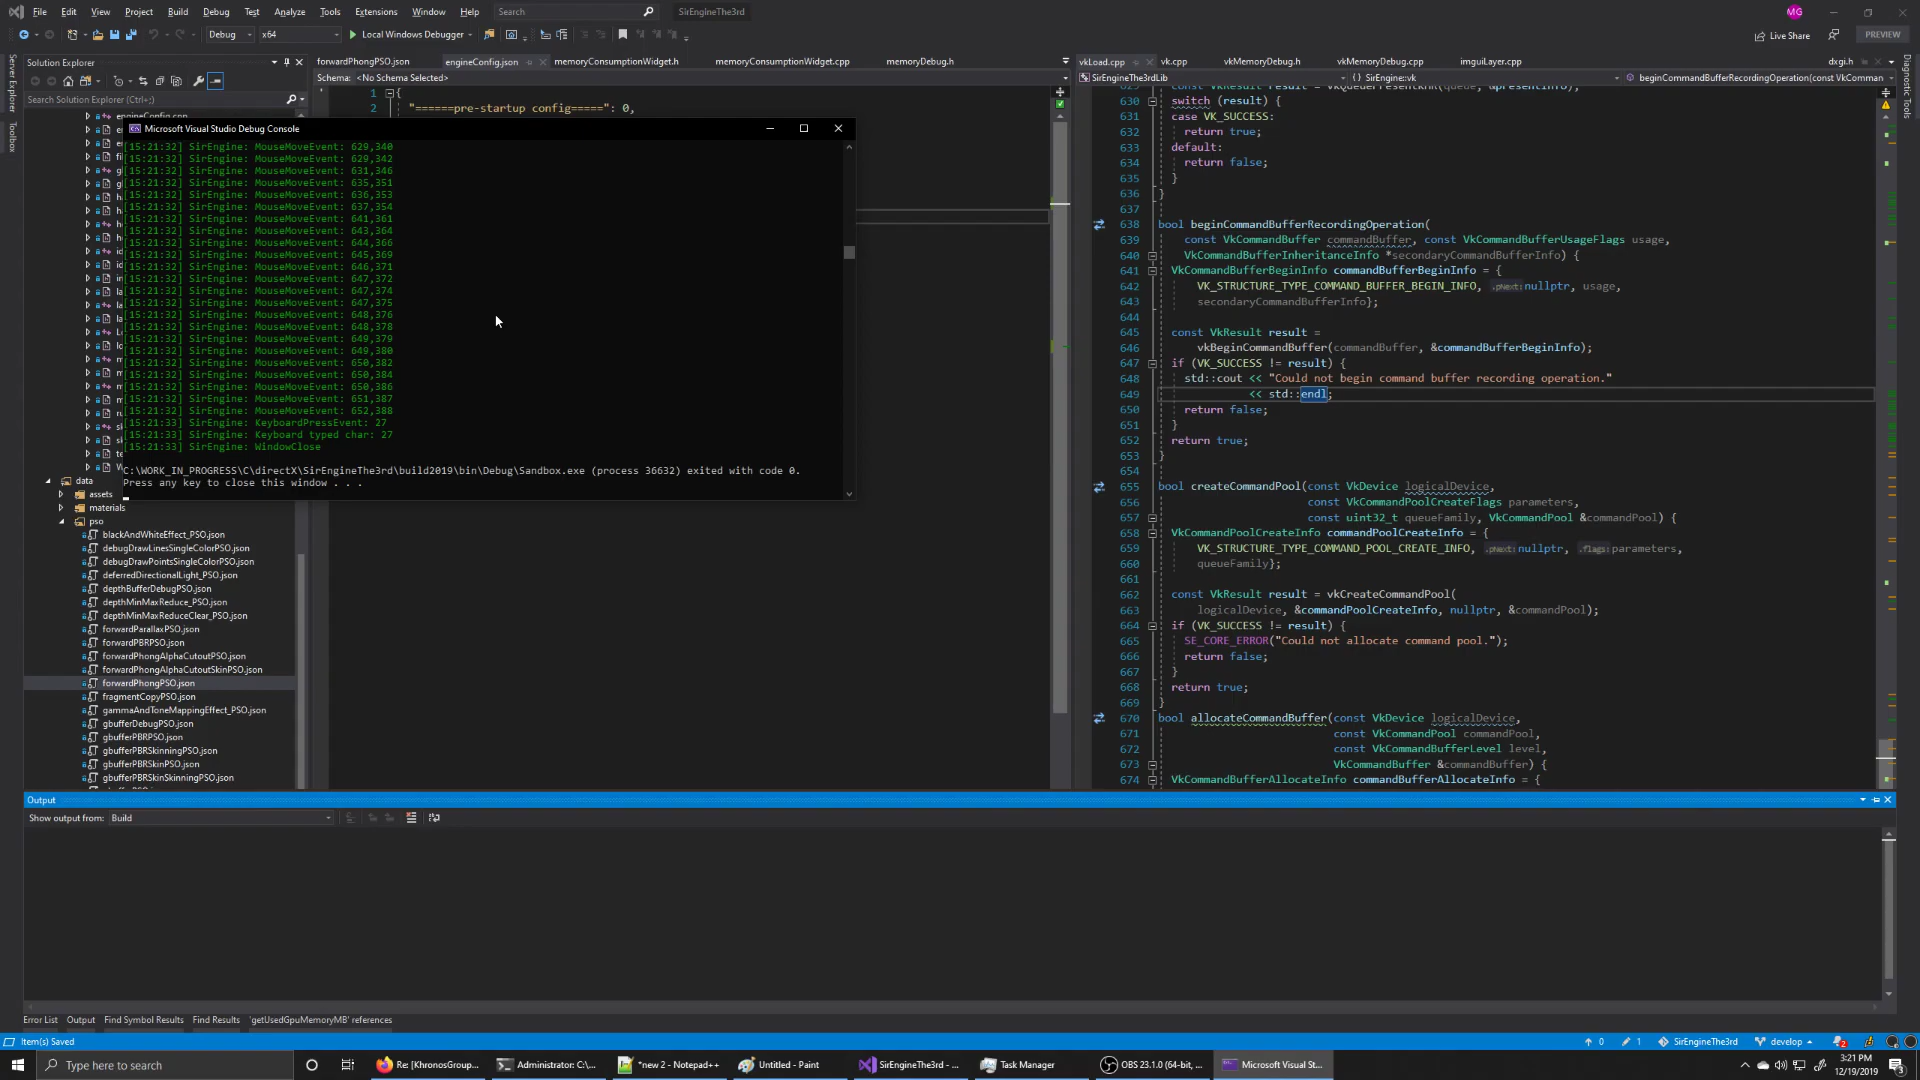 File Edit View Project Build Debug Test Analyze Tools Extensions Window Help Search SirEngineThe3rd MG
Debug x64 Local Windows Debugger Live Share PREVIEW
Server Explorer
Toolbox
Diagnostic Tools
Solution Explorer
Search Solution Explorer (Ctrl+;)
forwardPhongPSO.json engineConfig.json memoryConsumptionWidget.h memoryConsumptionWidget.cpp memoryDebug.h
Schema: <No Schema Selected>
1 {
2 "======pre-startup config=====": 0,
Microsoft Visual Studio Debug Console
[15:21:32] SirEngine: MouseMoveEvent: 629,340
[15:21:32] SirEngine: MouseMoveEvent: 629,342
[15:21:32] SirEngine: MouseMoveEvent: 631,346
[15:21:32] SirEngine: MouseMoveEvent: 635,351
[15:21:32] SirEngine: MouseMoveEvent: 636,353
[15:21:32] SirEngine: MouseMoveEvent: 637,354
[15:21:32] SirEngine: MouseMoveEvent: 641,361
[15:21:32] SirEngine: MouseMoveEvent: 643,364
[15:21:32] SirEngine: MouseMoveEvent: 644,366
[15:21:32] SirEngine: MouseMoveEvent: 645,369
[15:21:32] SirEngine: MouseMoveEvent: 646,371
[15:21:32] SirEngine: MouseMoveEvent: 647,372
[15:21:32] SirEngine: MouseMoveEvent: 647,374
[15:21:32] SirEngine: MouseMoveEvent: 647,375
[15:21:32] SirEngine: MouseMoveEvent: 648,376
[15:21:32] SirEngine: MouseMoveEvent: 648,378
[15:21:32] SirEngine: MouseMoveEvent: 649,379
[15:21:32] SirEngine: MouseMoveEvent: 649,380
[15:21:32] SirEngine: MouseMoveEvent: 650,382
[15:21:32] SirEngine: MouseMoveEvent: 650,384
[15:21:32] SirEngine: MouseMoveEvent: 650,386
[15:21:32] SirEngine: MouseMoveEvent: 651,387
[15:21:32] SirEngine: MouseMoveEvent: 652,388
[15:21:33] SirEngine: KeyboardPressEvent: 27
[15:21:33] SirEngine: Keyboard typed char: 27
[15:21:33] SirEngine: WindowClose
C:\WORK_IN_PROGRESS\C\directX\SirEngineThe3rd\build2019\bin\Debug\Sandbox.exe (process 36632) exited with code 0.
Press any key to close this window . . .
data
assets
materials
pso
blackAndWhiteEffect_PSO.json
debugDrawLinesSingleColorPSO.json
debugDrawPointsSingleColorPSO.json
deferredDirectionalLight_PSO.json
depthBufferDebugPSO.json
depthMinMaxReduce_PSO.json
depthMinMaxReduceClear_PSO.json
forwardParallaxPSO.json
forwardPBRPSO.json
forwardPhongAlphaCutoutPSO.json
forwardPhongAlphaCutoutSkinPSO.json
forwardPhongPSO.json
fragmentCopyPSO.json
gammaAndToneMappingEffect_PSO.json
gbufferDebugPSO.json
gbufferPBRPSO.json
gbufferPBRSkinningPSO.json
gbufferPBRSkinPSO.json
gbufferPBRSkinSkinningPSO.json
vkLoad.cpp vk.cpp vkMemoryDebug.h vkMemoryDebug.cpp imguiLayer.cpp dxgi.h
SirEngineThe3rdLib {} SirEngine::vk beginCommandBufferRecordingOperation(const VkComman
630 switch (result) {
631 case VK_SUCCESS:
632 return true;
633 default:
634 return false;
635 }
636 }
637
638 bool beginCommandBufferRecordingOperation(
639 const VkCommandBuffer commandBuffer, const VkCommandBufferUsageFlags usage,
640 VkCommandBufferInheritanceInfo *secondaryCommandBufferInfo) {
641 VkCommandBufferBeginInfo commandBufferBeginInfo = {
642 VK_STRUCTURE_TYPE_COMMAND_BUFFER_BEGIN_INFO, .pNext: nullptr, usage,
643 secondaryCommandBufferInfo};
644
645 const VkResult result =
646 vkBeginCommandBuffer(commandBuffer, &commandBufferBeginInfo);
647 if (VK_SUCCESS != result) {
648 std::cout << "Could not begin command buffer recording operation."
649 << std::endl;
650 return false;
651 }
652 return true;
653 }
654
655 bool createCommandPool(const VkDevice logicalDevice,
656 const VkCommandPoolCreateFlags parameters,
657 const uint32_t queueFamily, VkCommandPool &commandPool) {
658 VkCommandPoolCreateInfo commandPoolCreateInfo = {
659 VK_STRUCTURE_TYPE_COMMAND_POOL_CREATE_INFO, .pNext: nullptr, .flags: parameters,
660 queueFamily};
661
662 const VkResult result = vkCreateCommandPool(
663 logicalDevice, &commandPoolCreateInfo, nullptr, &commandPool);
664 if (VK_SUCCESS != result) {
665 SE_CORE_ERROR("Could not allocate command pool.");
666 return false;
667 }
668 return true;
669 }
670 bool allocateCommandBuffer(const VkDevice logicalDevice,
671 const VkCommandPool commandPool,
672 const VkCommandBufferLevel level,
673 VkCommandBuffer &commandBuffer) {
674 VkCommandBufferAllocateInfo commandBufferAllocateInfo = {
Output
Show output from: Build
Error List Output Find Symbol Results Find Results 'getUsedGpuMemoryMB' references
Item(s) Saved 0 1 SirEngineThe3rd develop 2
Type here to search Re: [KhronosGroup... Administrator: C:\... *new 2 - Notepad++ Untitled - Paint SirEngineThe3rd - ... Task Manager OBS 23.1.0 (64-bit, ... Microsoft Visual St... 3:21 PM
12/19/2019